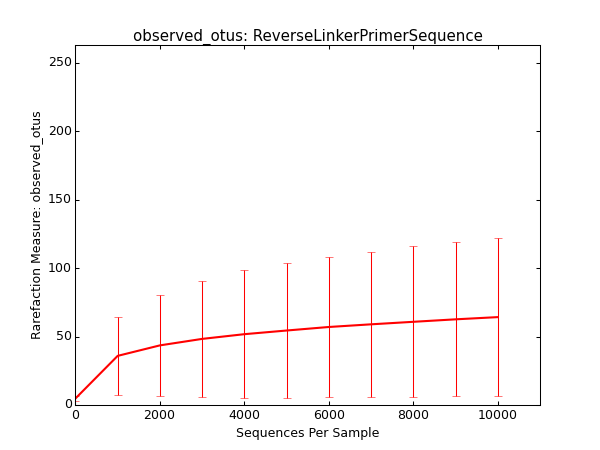 observed_otus: ReverseLinkerPrimerSequence
250
200
150
100
50
0
Rarefaction Measure: observed_otus
0 2000 4000 6000 8000 10000
Sequences Per Sample